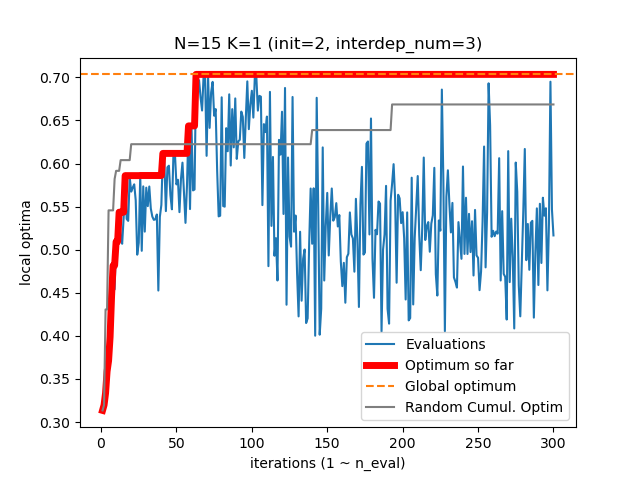 N=15 K=1 (init=2, interdep_num=3)
local optima
0.70
0.65
0.60
0.55
0.50
0.45
0.40
0.35
0.30
Evaluations
Optimum so far
Global optimum
Random Cumul. Optim
0 50 100 150 200 250 300
iterations (1 ~ n_eval)